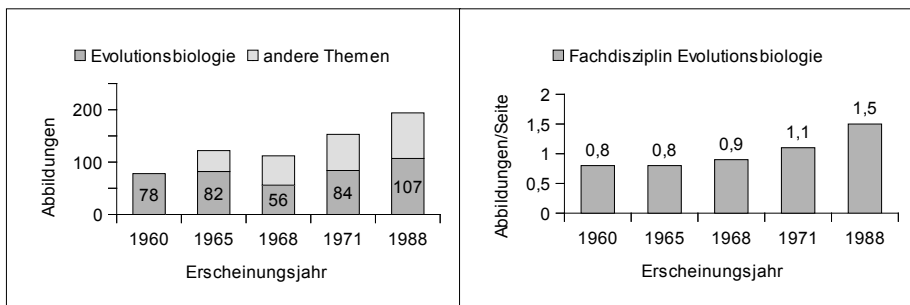 Evolutionsbiologie andere Themen
Abbildungen
200
100
0
78 82 56 84 107
1960 1965 1968 1971 1988
Erscheinungsjahr
Fachdisziplin Evolutionsbiologie
Abbildungen/Seite
2
1,5
1
0,5
0
0,8 0,8 0,9 1,1 1,5
1960 1965 1968 1971 1988
Erscheinungsjahr